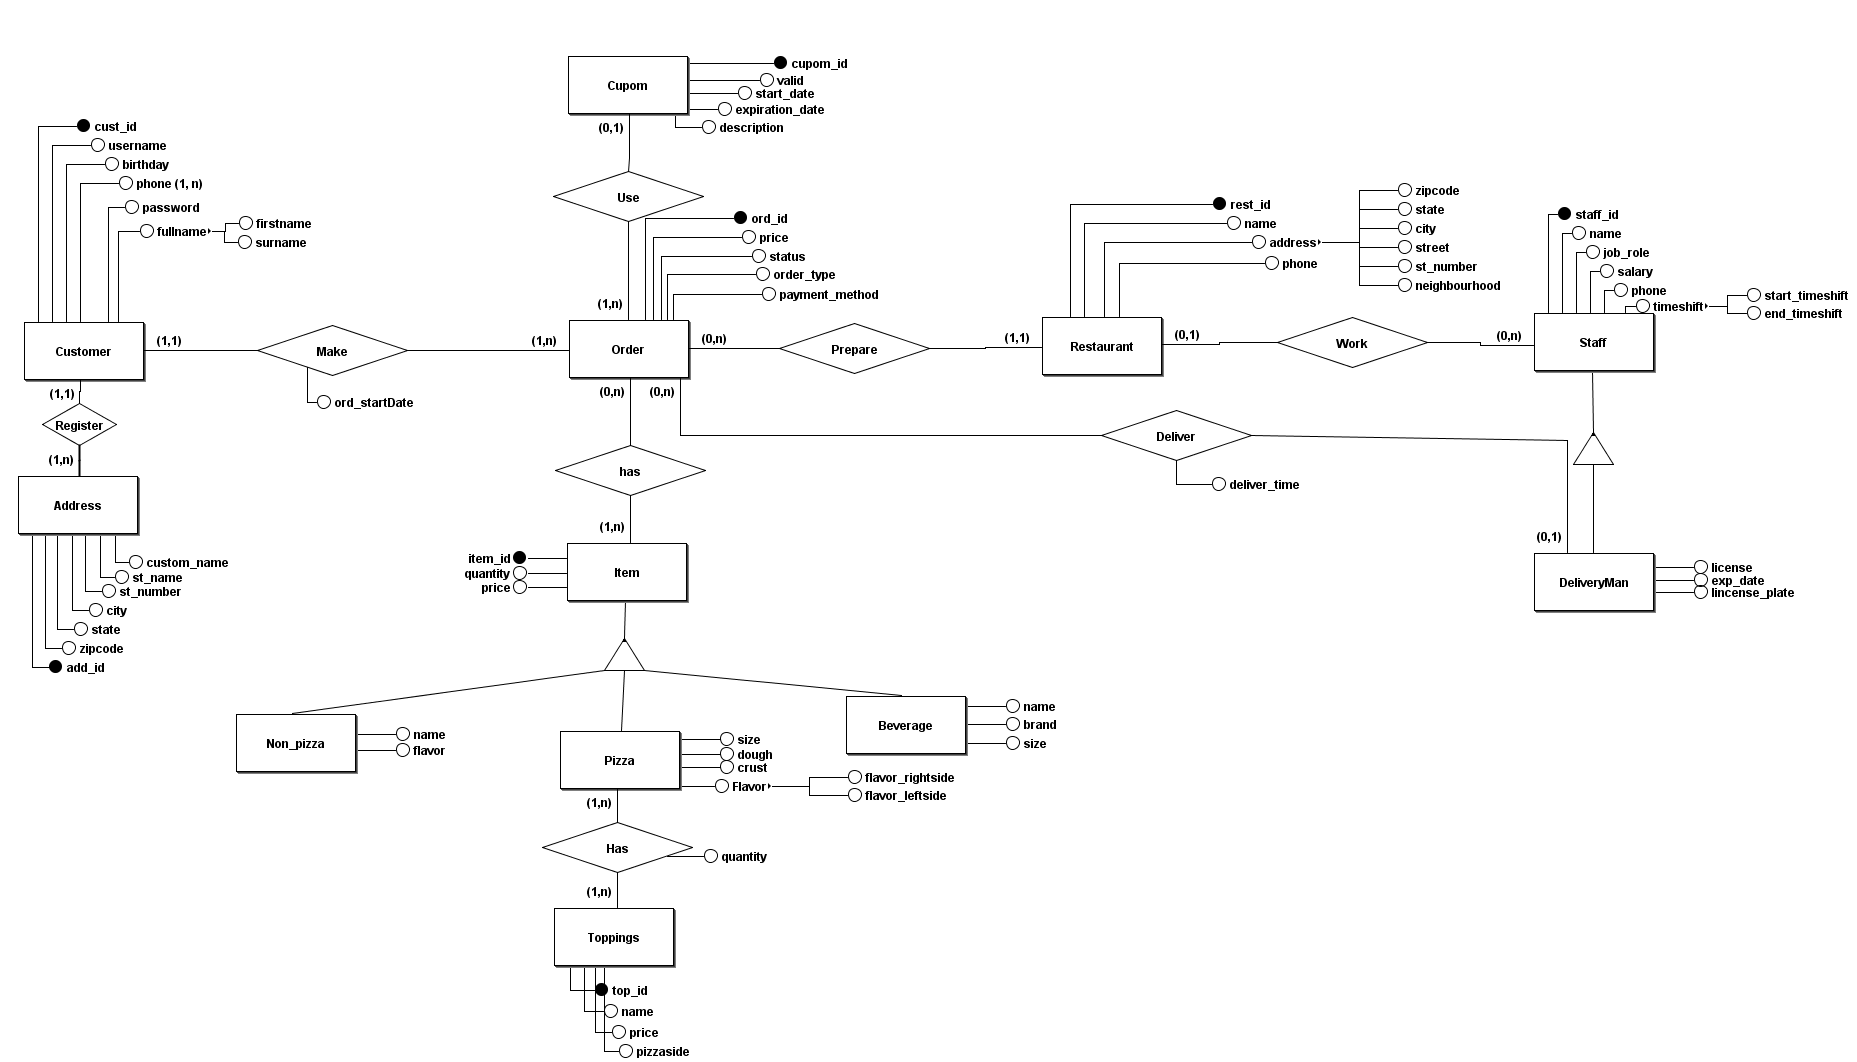 Cupom
cupom_id
valid
start_date
expiration_date
description
(0,1)
Use
(1,n)
cust_id
username
birthday
phone (1, n)
password
fullname
firstname
surname
Customer
(1,1)
Make
ord_startDate
(1,n)
ord_id
price
status
order_type
payment_method
Order
(0,n)
Prepare
(1,1)
rest_id
name
address
phone
zipcode
state
city
street
st_number
neighbourhood
Restaurant
(0,1)
Work
(0,n)
staff_id
name
job_role
salary
phone
timeshift
start_timeshift
end_timeshift
Staff
(1,1)
Register
(1,n)
Address
custom_name
st_name
st_number
city
state
zipcode
add_id
(0,n)
(0,n)
has
(1,n)
Deliver
deliver_time
(0,1)
DeliveryMan
license
exp_date
lincense_plate
item_id
quantity
price
Item
Non_pizza
name
flavor
Pizza
size
dough
crust
Flavor
flavor_rightside
flavor_leftside
Beverage
name
brand
size
(1,n)
Has
quantity
(1,n)
Toppings
top_id
name
price
pizzaside